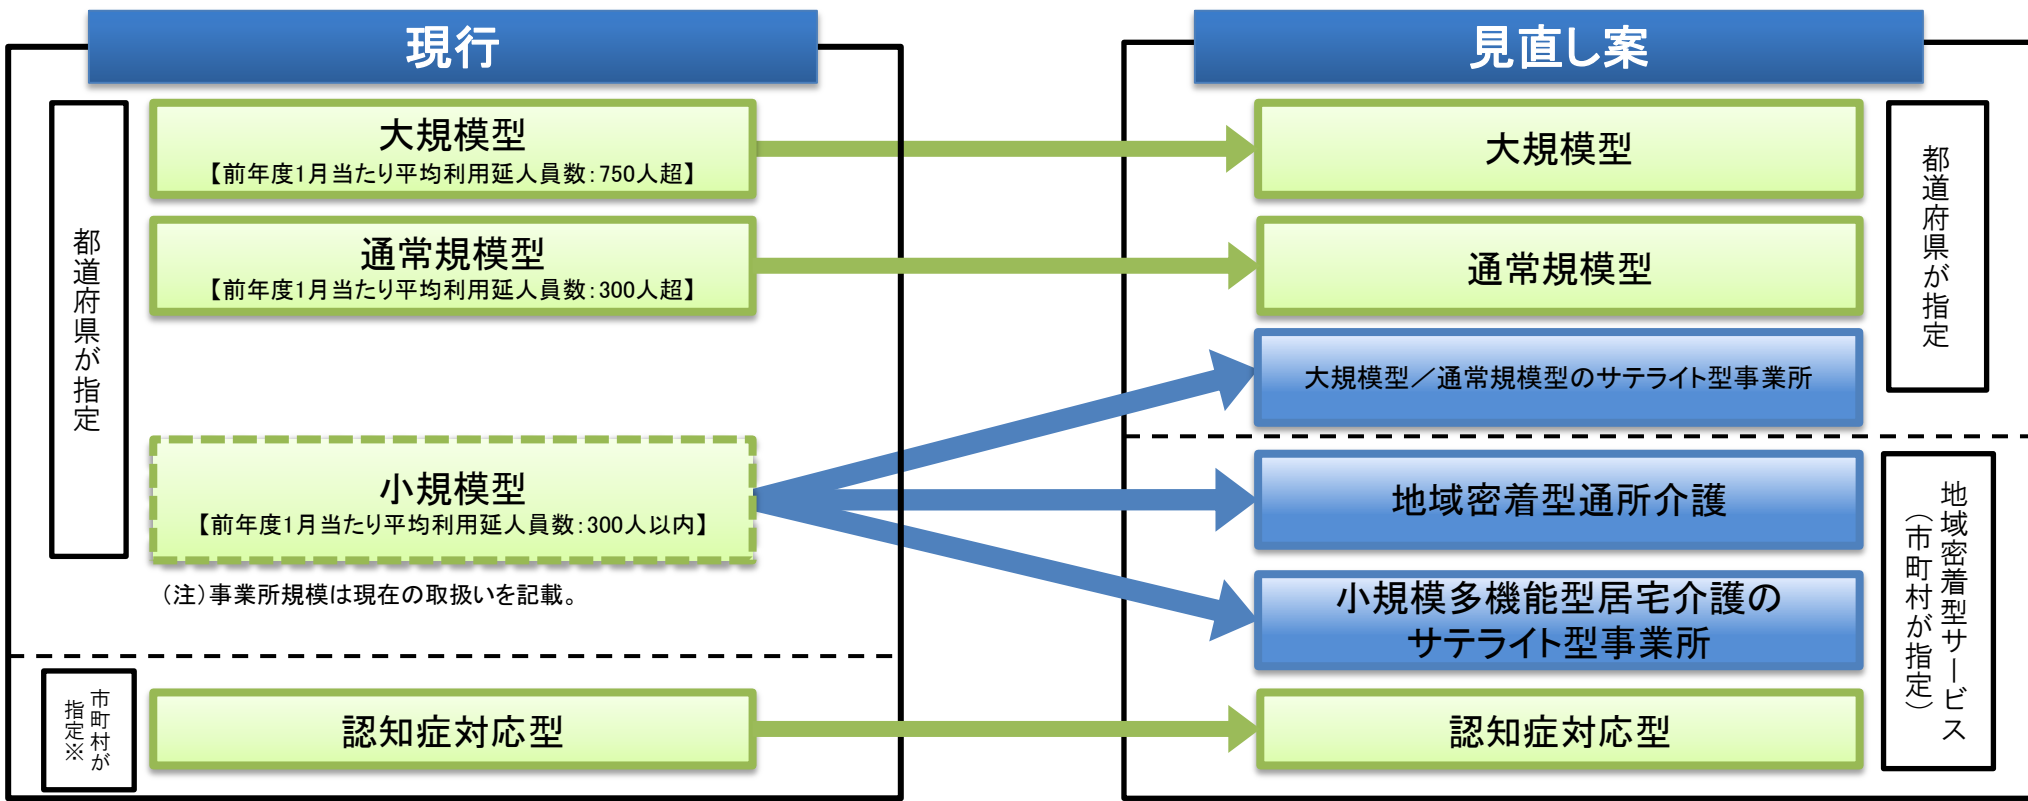 現行
都道府県が指定
大規模型
【前年度1月当たり平均利用延人員数：750人超】
通常規模型
【前年度1月当たり平均利用延人員数：300人超】
小規模型
【前年度1月当たり平均利用延人員数：300人以内】
（注）事業所規模は現在の取扱いを記載。
市町村が
指定※
認知症対応型
見直し案
大規模型
通常規模型
大規模型／通常規模型のサテライト型事業所
都道府県が指定
地域密着型通所介護
小規模多機能型居宅介護の
サテライト型事業所
認知症対応型
地域密着型サービス
（市町村が指定）